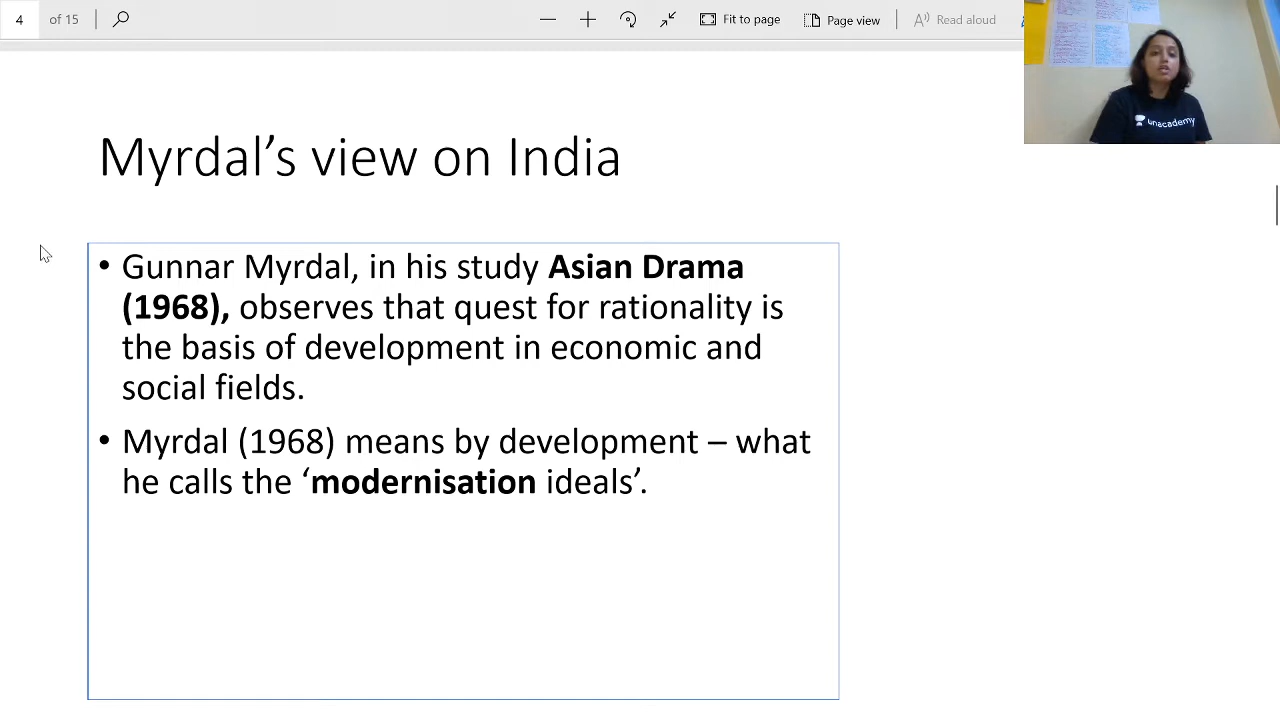 4 of 15 Fit to page Page view Read aloud
unacademy
Myrdal’s view on India
• Gunnar Myrdal, in his study Asian Drama
(1968), observes that quest for rationality is
the basis of development in economic and
social fields.
• Myrdal (1968) means by development – what
he calls the ‘modernisation ideals’.